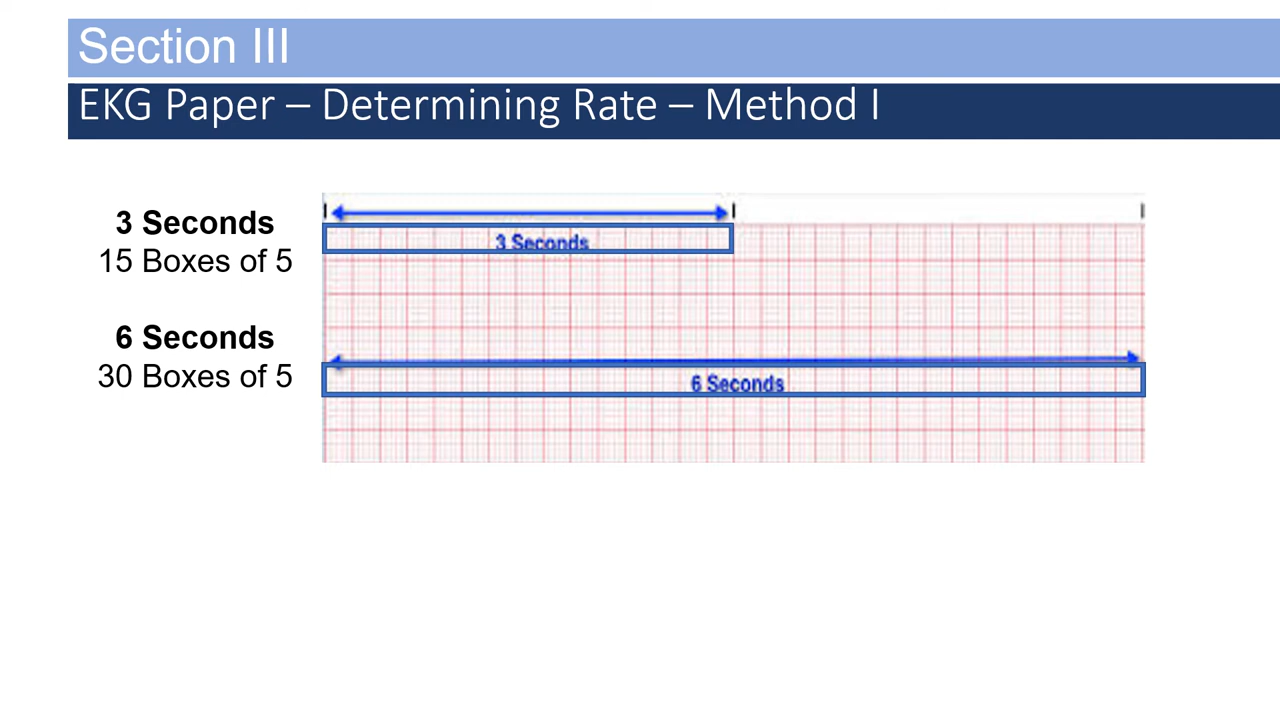 Section III
EKG Paper – Determining Rate – Method I
3 Seconds
15 Boxes of 5
3 Seconds
6 Seconds
30 Boxes of 5
6 Seconds